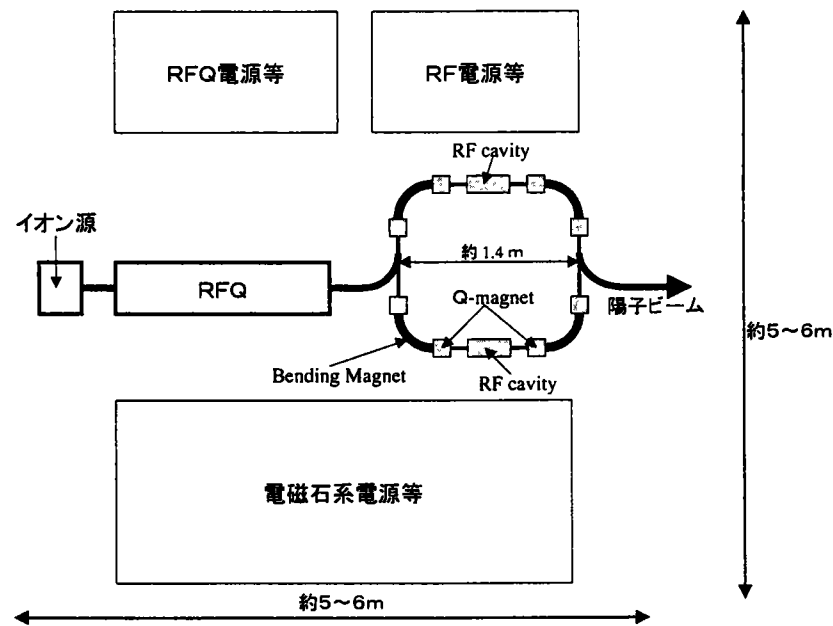 RFQ電源等
RF電源等
RF cavity
イオン源
約1.4m
RFQ
Q-magnet
陽子ビーム
約5～6m
Bending Magnet
RF cavity
電磁石系電源等
約5～6m